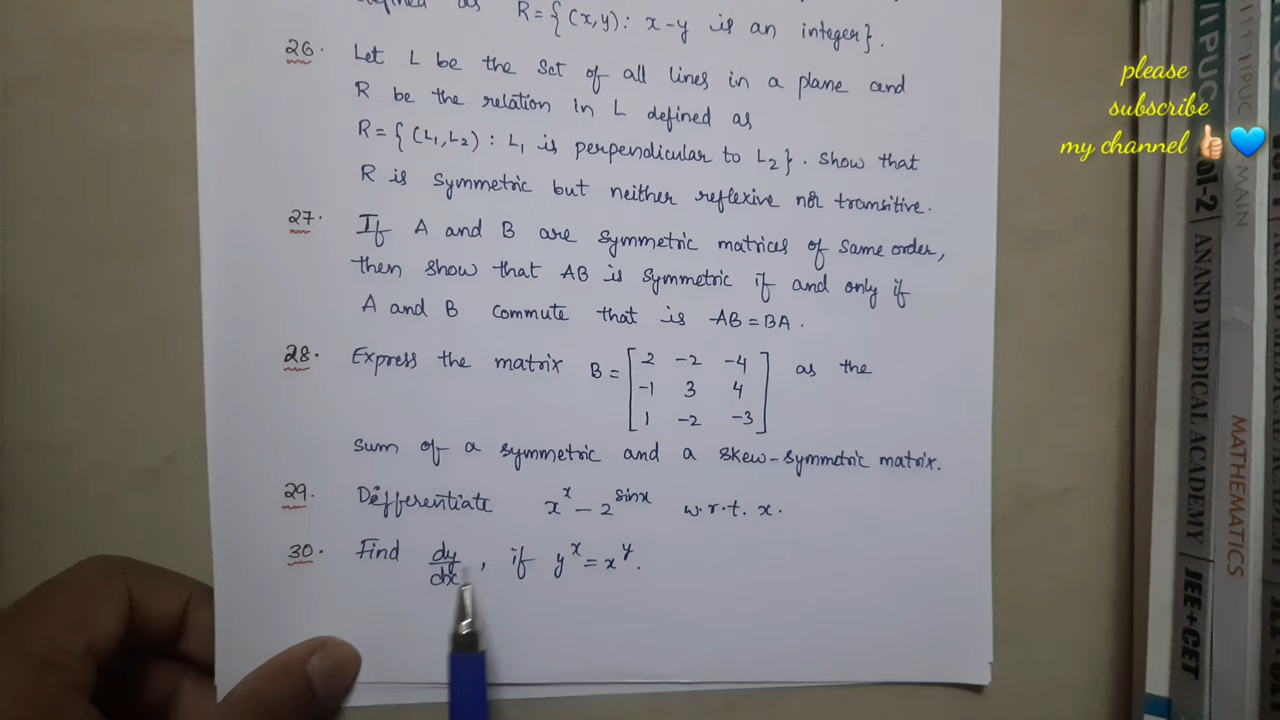 defined as R={(x,y): x-y is an integer}.
26. Let L be the set of all lines in a plane and
R be the relation in L defined as
R={(L₁,L₂) : L₁ is perpendicular to L₂}. Show that
R is symmetric but neither reflexive nor transitive.
27. If A and B are symmetric matrices of same order,
then show that AB is symmetric if and only if
A and B commute that is AB=BA.
28. Express the matrix B = [2 -2 -4
-1 3 4
1 -2 -3] as the
sum of a symmetric and a skew-symmetric matrix.
29. Differentiate xˣ - 2^sinx w.r.t. x.
30. Find dy/dx, if yˣ = x^y.
please
subscribe
my channel 👍🏻💙
PUC
ANAND MEDICAL ACADEMY
JEE+CET
MAIN
MATHEMATICS